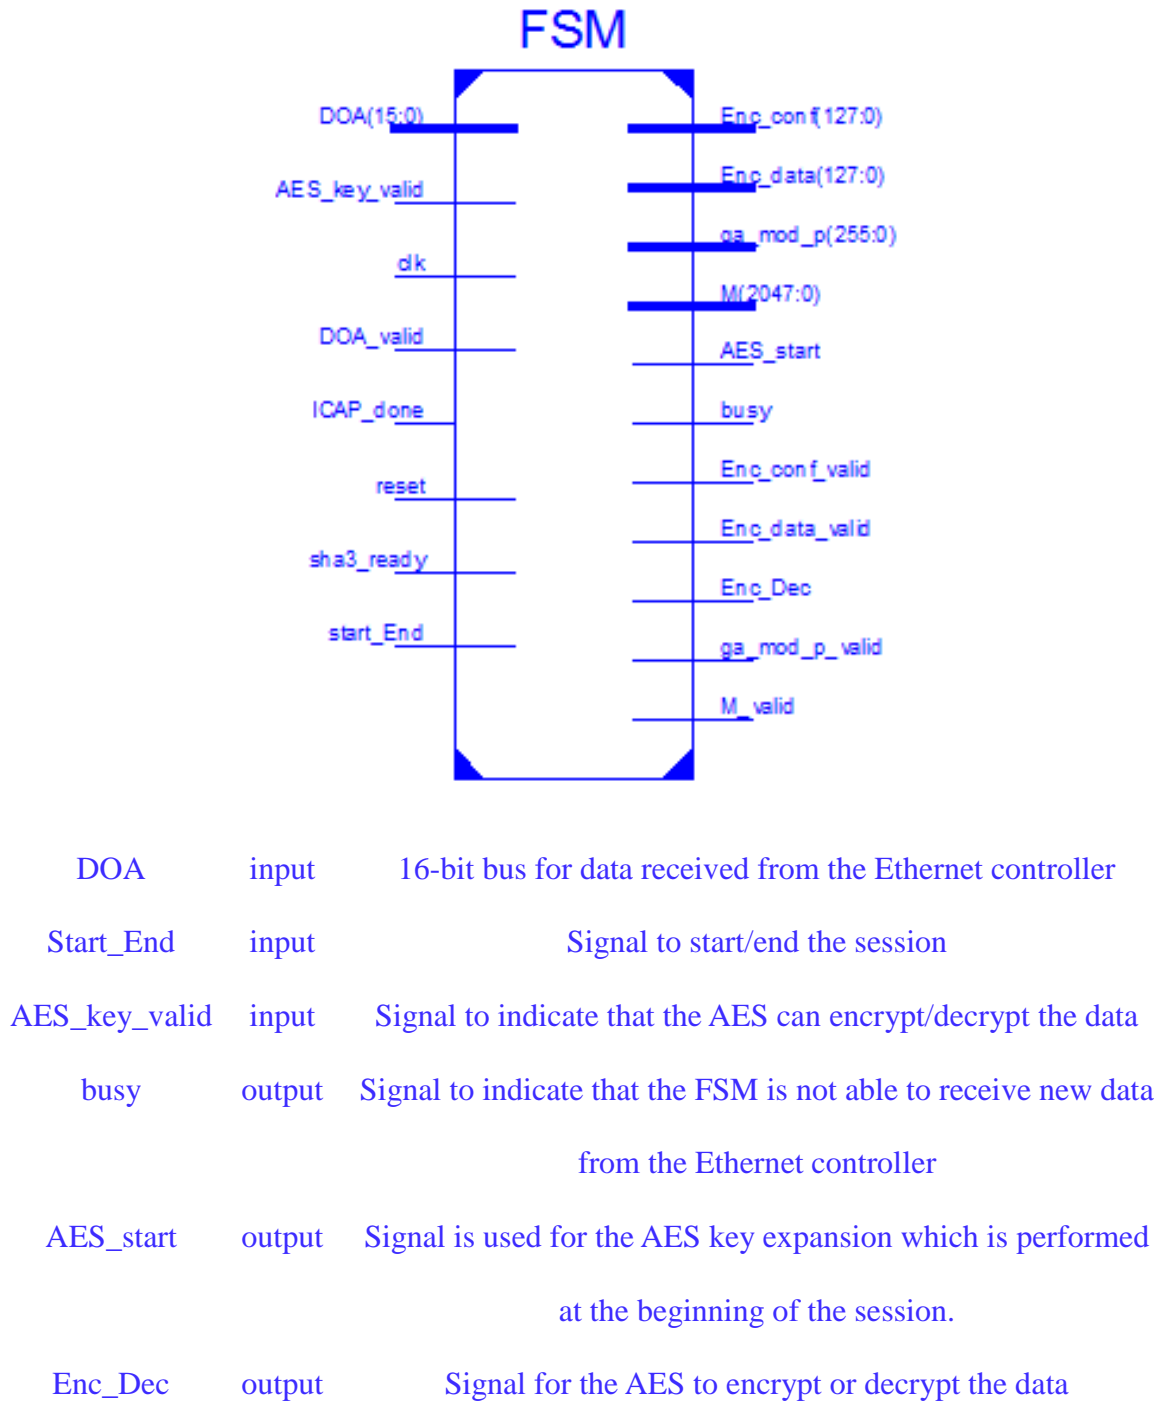 FSM
DOA(15:0)
Enc_conf(127:0)
AES_key_valid
Enc_data(127:0)
ga_mod_p(255:0)
clk
M(2047:0)
DOA_valid
AES_start
ICAP_done
busy
Enc_conf_valid
reset
Enc_data_valid
sha3_ready
Enc_Dec
start_End
ga_mod_p_valid
M_valid
DOA input 16-bit bus for data received from the Ethernet controller
Start_End input Signal to start/end the session
AES_key_valid input Signal to indicate that the AES can encrypt/decrypt the data
busy output Signal to indicate that the FSM is not able to receive new data
from the Ethernet controller
AES_start output Signal is used for the AES key expansion which is performed
at the beginning of the session.
Enc_Dec output Signal for the AES to encrypt or decrypt the data